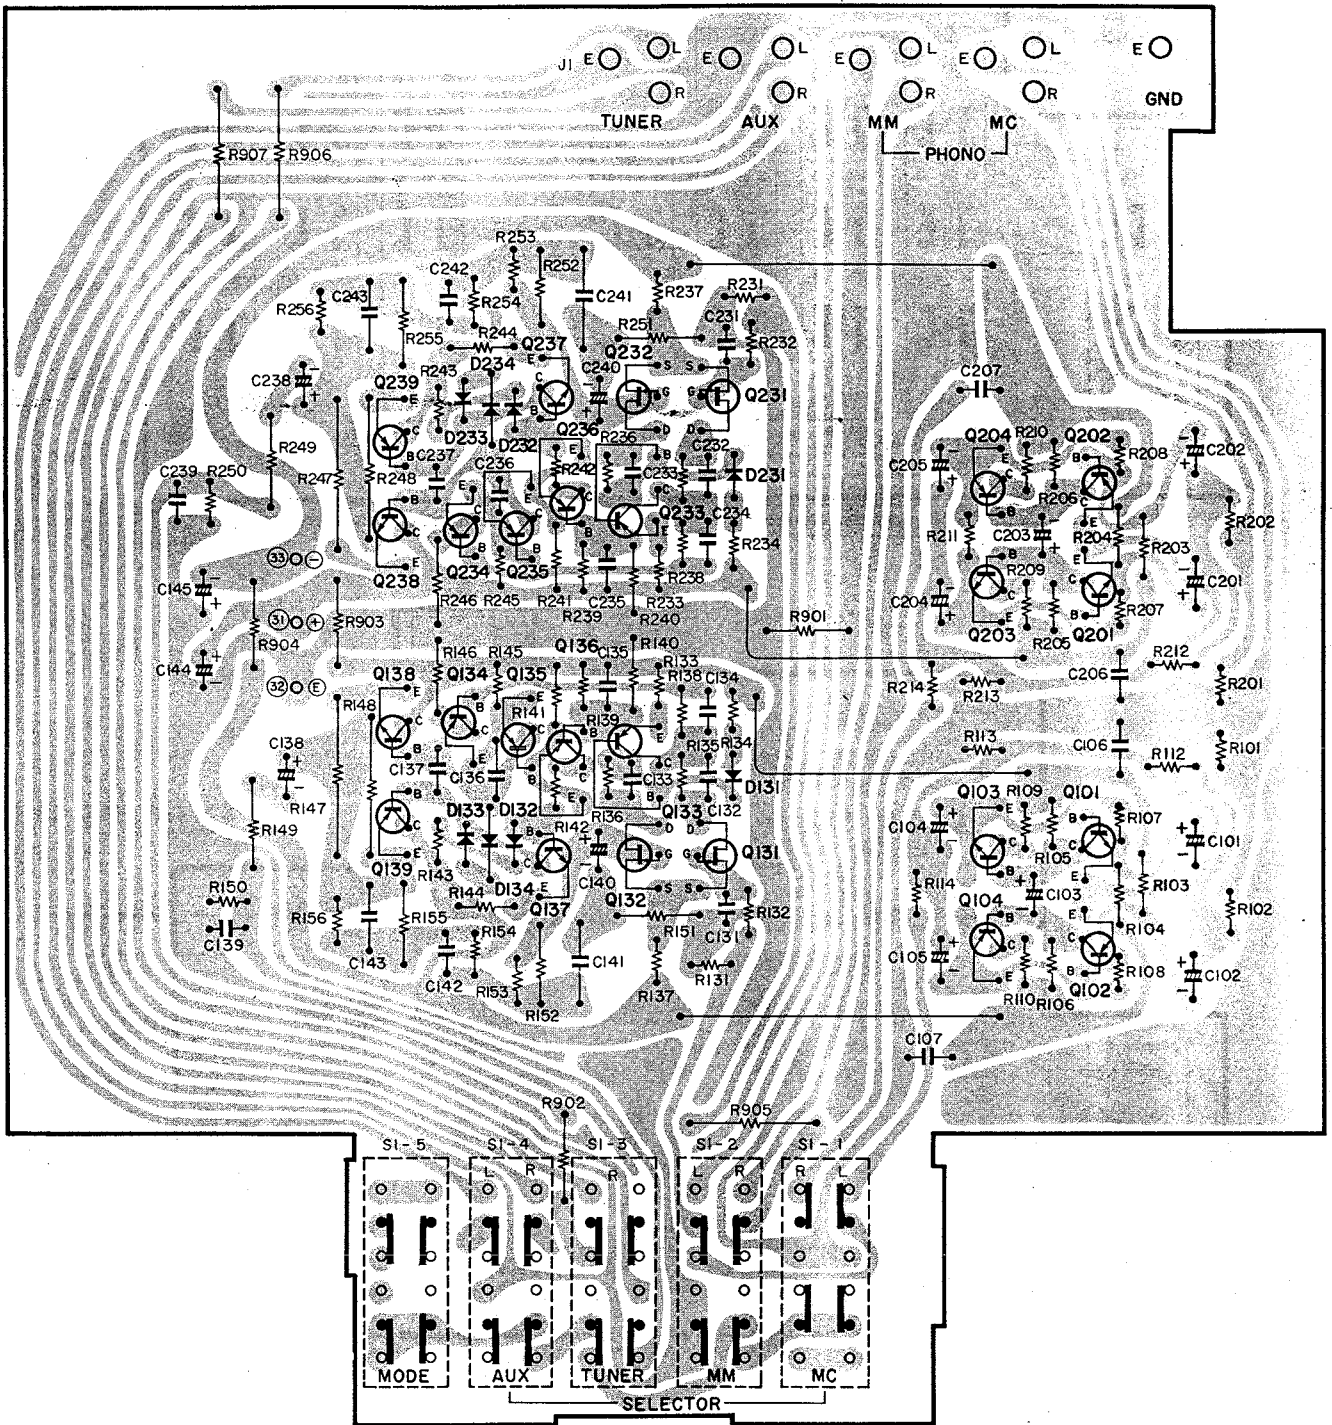 J1 E L E L E L E L E
R R R R GND
TUNER AUX MM MC
PHONO
R907 R906
R253
C242 R252 R231
R256 C243 R254 C241 R237 C231
R255 R244 Q237 R251 R232
E Q232
C238 Q239 R243 D234 C240 S S C207
E C G G Q231
B D D
C D233 D232 Q236 R236 C232 Q204 R210 Q202 C202
R249 B C237 C236 R242 C233 D231 C205 E B R208
C239 R250 R247 R248 E E C C C C
B B R206 E R202
C C C B Q233 C234 R211 C203 R204 R203
E B B E R234 B E
33 − Q238 Q234 Q235 R238 C R209 C C201
C145 R246 R245 R241 C235 R233 C204 B R207
31 + R903 R239 R240 R901 E Q201
R904 Q203 R205
R146 R145 Q136 C135 R140
C144 Q138 Q134 Q135 R133 R212
32 E E R138 C134 R214 R213 C206 R201
R148 B E
C C R141 R139 B
C138 B E E R135 R134 R113 C106 R101
C137 C136 B C C133 C R112
R147 B D133 D132 E B C132 D131 Q103 R109 Q101
R149 C R142 R136 Q133 E B R107
B D D C104 C C C101
E R143 C G G Q131 R105
R150 Q139 R144 D134 E C140 S S B E R103
R156 R155 Q137 Q132 R114 C103
C139 R154 R151 C131 R132 Q104 B E R104 R102
C143 C141 C105 C C
C142 R153 R137 R131 E B R108 C102
R152 R110 R106 Q102
C107
R902 R905
S1-5 S1-4 S1-3 S1-2 S1-1
L R R L R R L
MODE AUX TUNER MM MC
SELECTOR